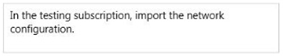 In the testing subscription, import the network
configuration.